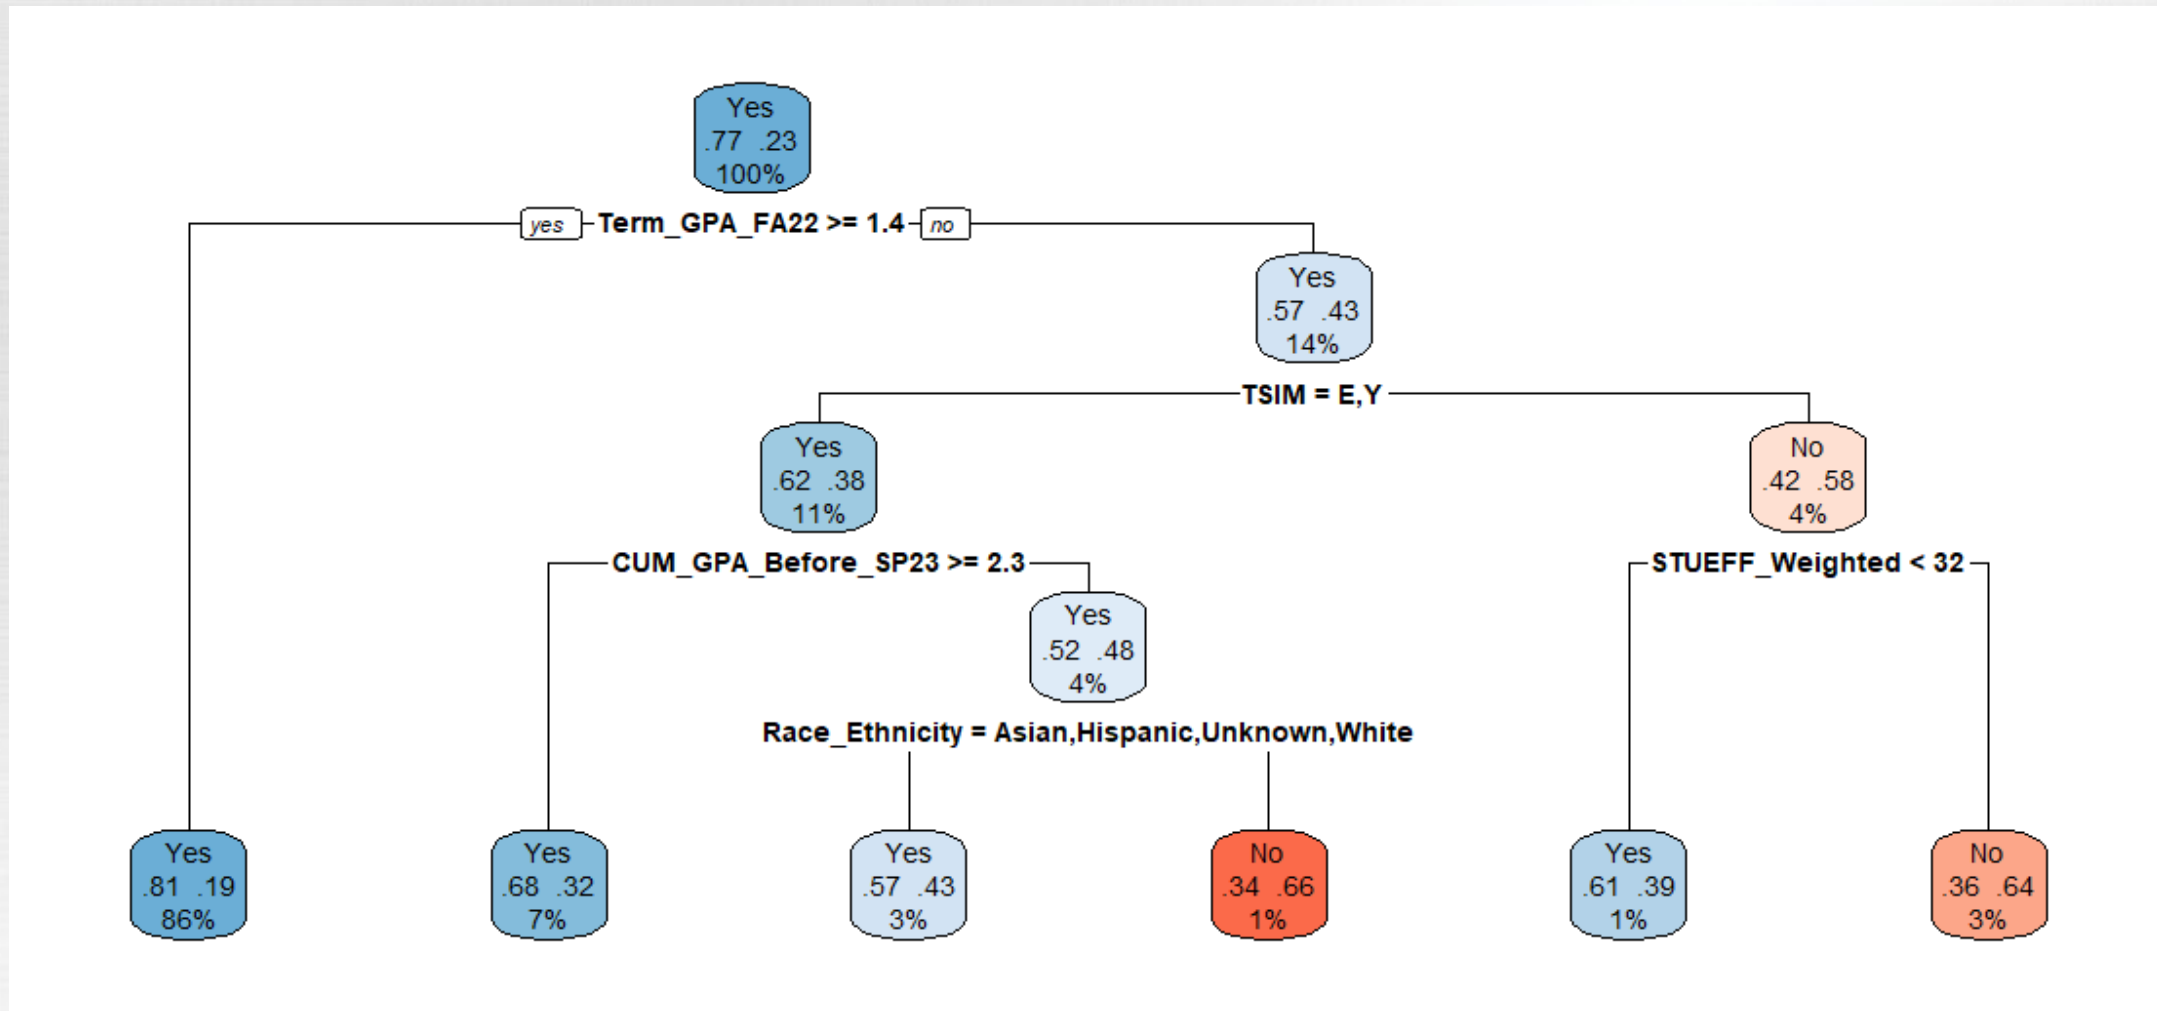 Yes
.77 .23
100%
yes Term_GPA_FA22 >= 1.4 no
Yes
.57 .43
14%
TSIM = E,Y
Yes
.62 .38
11%
No
.42 .58
4%
CUM_GPA_Before_SP23 >= 2.3
STUEFF_Weighted < 32
Yes
.52 .48
4%
Race_Ethnicity = Asian,Hispanic,Unknown,White
Yes
.81 .19
86%
Yes
.68 .32
7%
Yes
.57 .43
3%
No
.34 .66
1%
Yes
.61 .39
1%
No
.36 .64
3%